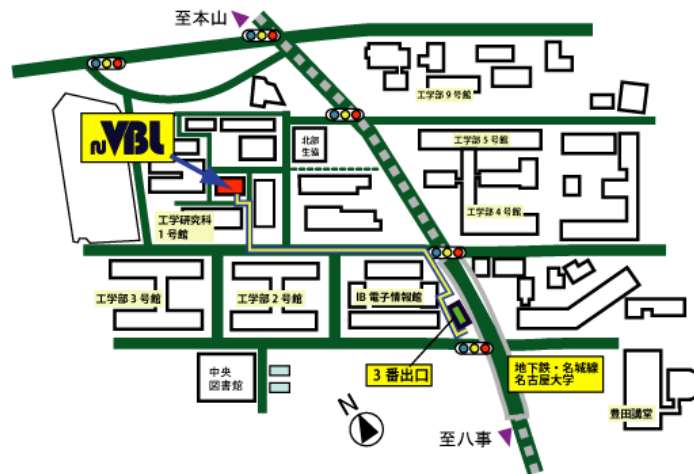 至本山
工学部9号館
VBL
北部
生協
工学部5号館
工学部4号館
工学研究科
1号館
工学部3号館
工学部2号館
IB電子情報館
3番出口
地下鉄・名城線
名古屋大学
中央
図書館
豊田講堂
N
至八事